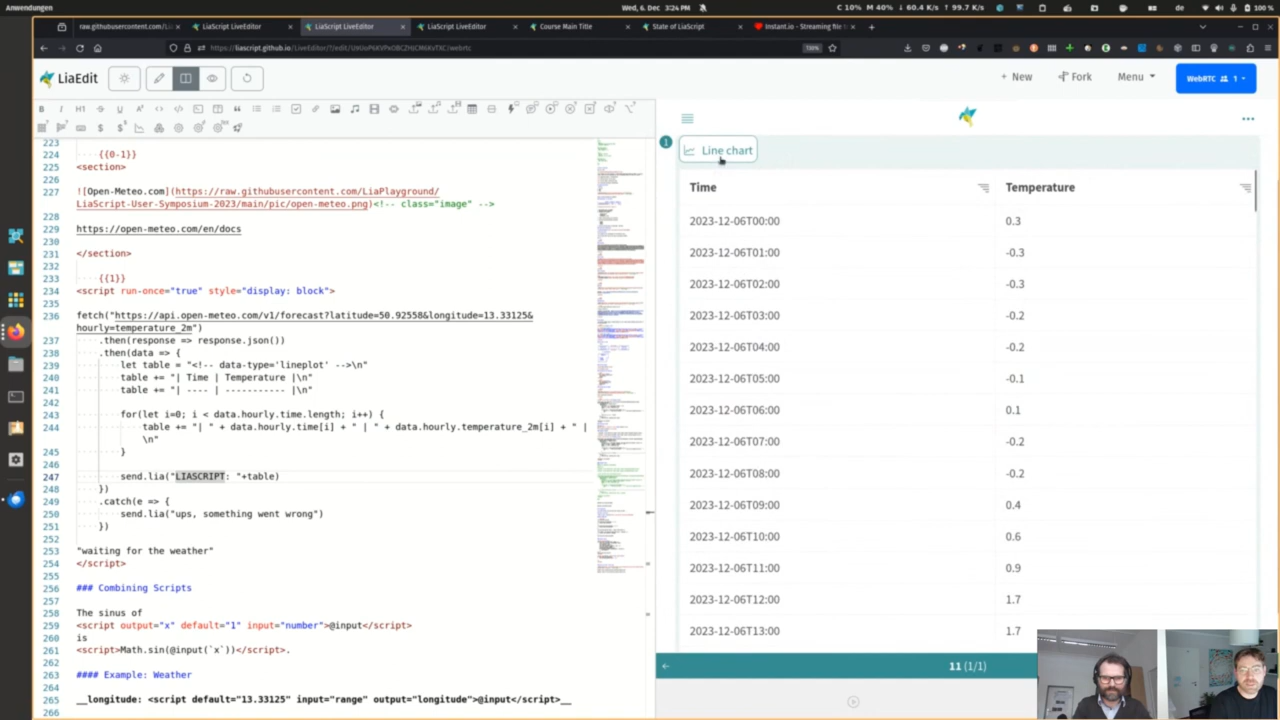 Anwendungen
Wed, 6. Dec 3:24 PM
C 10% M 40% ↓ 60.4 K/s ↑ 99.7 K/s
de
100 %
raw.githubusercontent.com/Lia
LiaScript LiveEditor
LiaScript LiveEditor
LiaScript LiveEditor
Course Main Title
State of LiaScript
Instant.io - Streaming file
LiaEdit
+ New
Fork
Menu
WebRTC 1
223
224 {{0-1}}
225 <section>
226
227 ![Open-Meteo.com](https://raw.githubusercontent.com/LiaPlayground/
LiaScript-User-Symposium-2023/main/pic/open-meteo.png)<!-- class="image" -->
228
229 https://open-meteo.com/en/docs
230
231 </section>
232
233 {{1}}
234 <script run-once="true" style="display: block">
235
236 fetch("https://api.open-meteo.com/v1/forecast?latitude=50.92558&longitude=13.33125&
hourly=temperature_2m")
237 .then(response => response.json())
238 .then(data => {
239 let table = "<!-- data-type='lineplot' -->\n"
240 table += "| Time | Temperature |\n"
241 table += "| ---- | ----------- |\n"
242
243 for(let i=0; i < data.hourly.time.length; i++) {
244 table +="| " + data.hourly.time[i] + " | " + data.hourly.temperature_2m[i] + " |
\n"
245 }
246
247 send.lia("LIASCRIPT: "+table)
248 })
249 .catch(e => {
250 send.lia("ups, something went wrong")
251 })
252
253 "waiting for the weather"
254 </script>
255
256 ### Combining Scripts
257
258 The sinus of
259 <script output="x" default="1" input="number">@input</script>
260 is
261 <script>Math.sin(@input(`x`))</script>.
262
263 #### Example: Weather
264
265 __longitude: <script default="13.33125" input="range" output="longitude">@input</script>__
266
1
Line chart
Time Temperature
2023-12-06T00:00 0.3
2023-12-06T01:00 -0.3
2023-12-06T02:00 -0.3
2023-12-06T03:00 -0.2
2023-12-06T04:00 -0.2
2023-12-06T05:00 -0.1
2023-12-06T06:00 0.1
2023-12-06T07:00 -0.2
2023-12-06T08:00 -0.2
2023-12-06T09:00 0.4
2023-12-06T10:00 0.6
2023-12-06T11:00 0.9
2023-12-06T12:00 1.7
2023-12-06T13:00 1.7
11 (1/1)